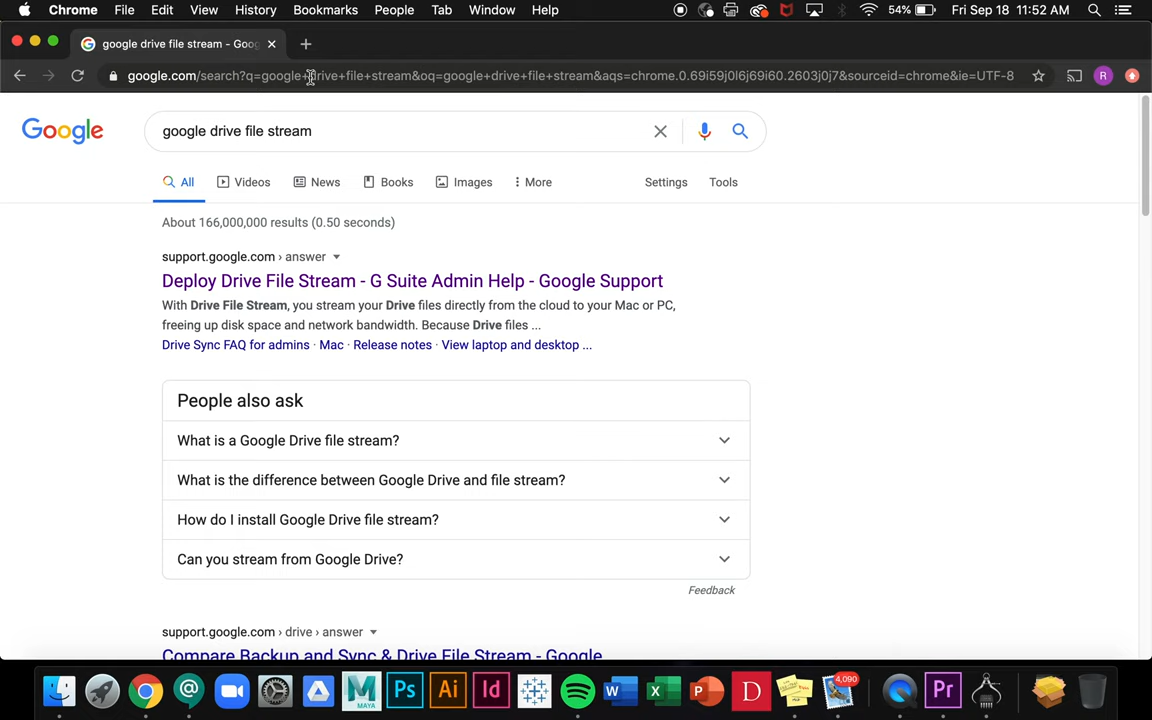 Chrome File Edit View History Bookmarks People Tab Window Help 54% Fri Sep 18 11:52 AM
google drive file stream - Goog
google.com/search?q=google+drive+file+stream&oq=google+drive+file+stream&aqs=chrome.0.69i59j0l6j69i60.2603j0j7&sourceid=chrome&ie=UTF-8 R
Google google drive file stream
All Videos News Books Images More Settings Tools
About 166,000,000 results (0.50 seconds)
support.google.com › answer
Deploy Drive File Stream - G Suite Admin Help - Google Support
With Drive File Stream, you stream your Drive files directly from the cloud to your Mac or PC,
freeing up disk space and network bandwidth. Because Drive files ...
Drive Sync FAQ for admins · Mac · Release notes · View laptop and desktop ...
People also ask
What is a Google Drive file stream?
What is the difference between Google Drive and file stream?
How do I install Google Drive file stream?
Can you stream from Google Drive?
Feedback
support.google.com › drive › answer
Compare Backup and Sync & Drive File Stream - Google
MAYA Ps Ai Id W X P D 4,090 Pr